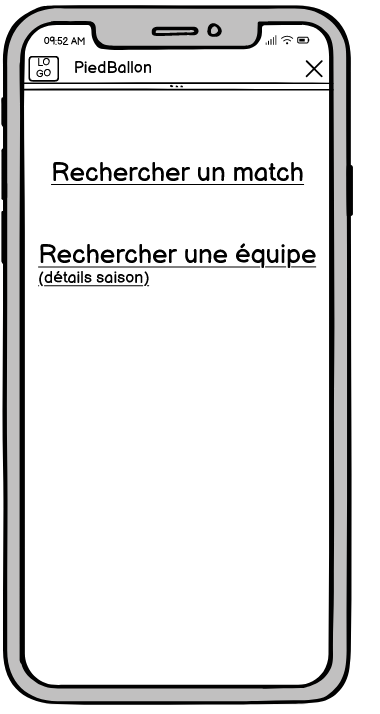 09:52 AM
LO
GO
PiedBallon
Rechercher un match
Rechercher une équipe
(détails saison)